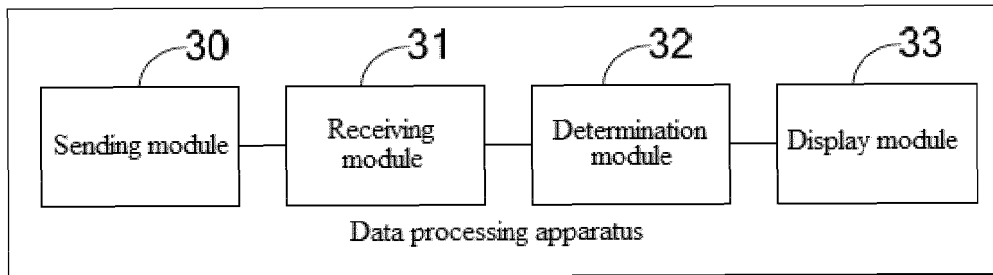 30 31 32 33
Sending module
Receiving
module
Determination
module
Display module
Data processing apparatus